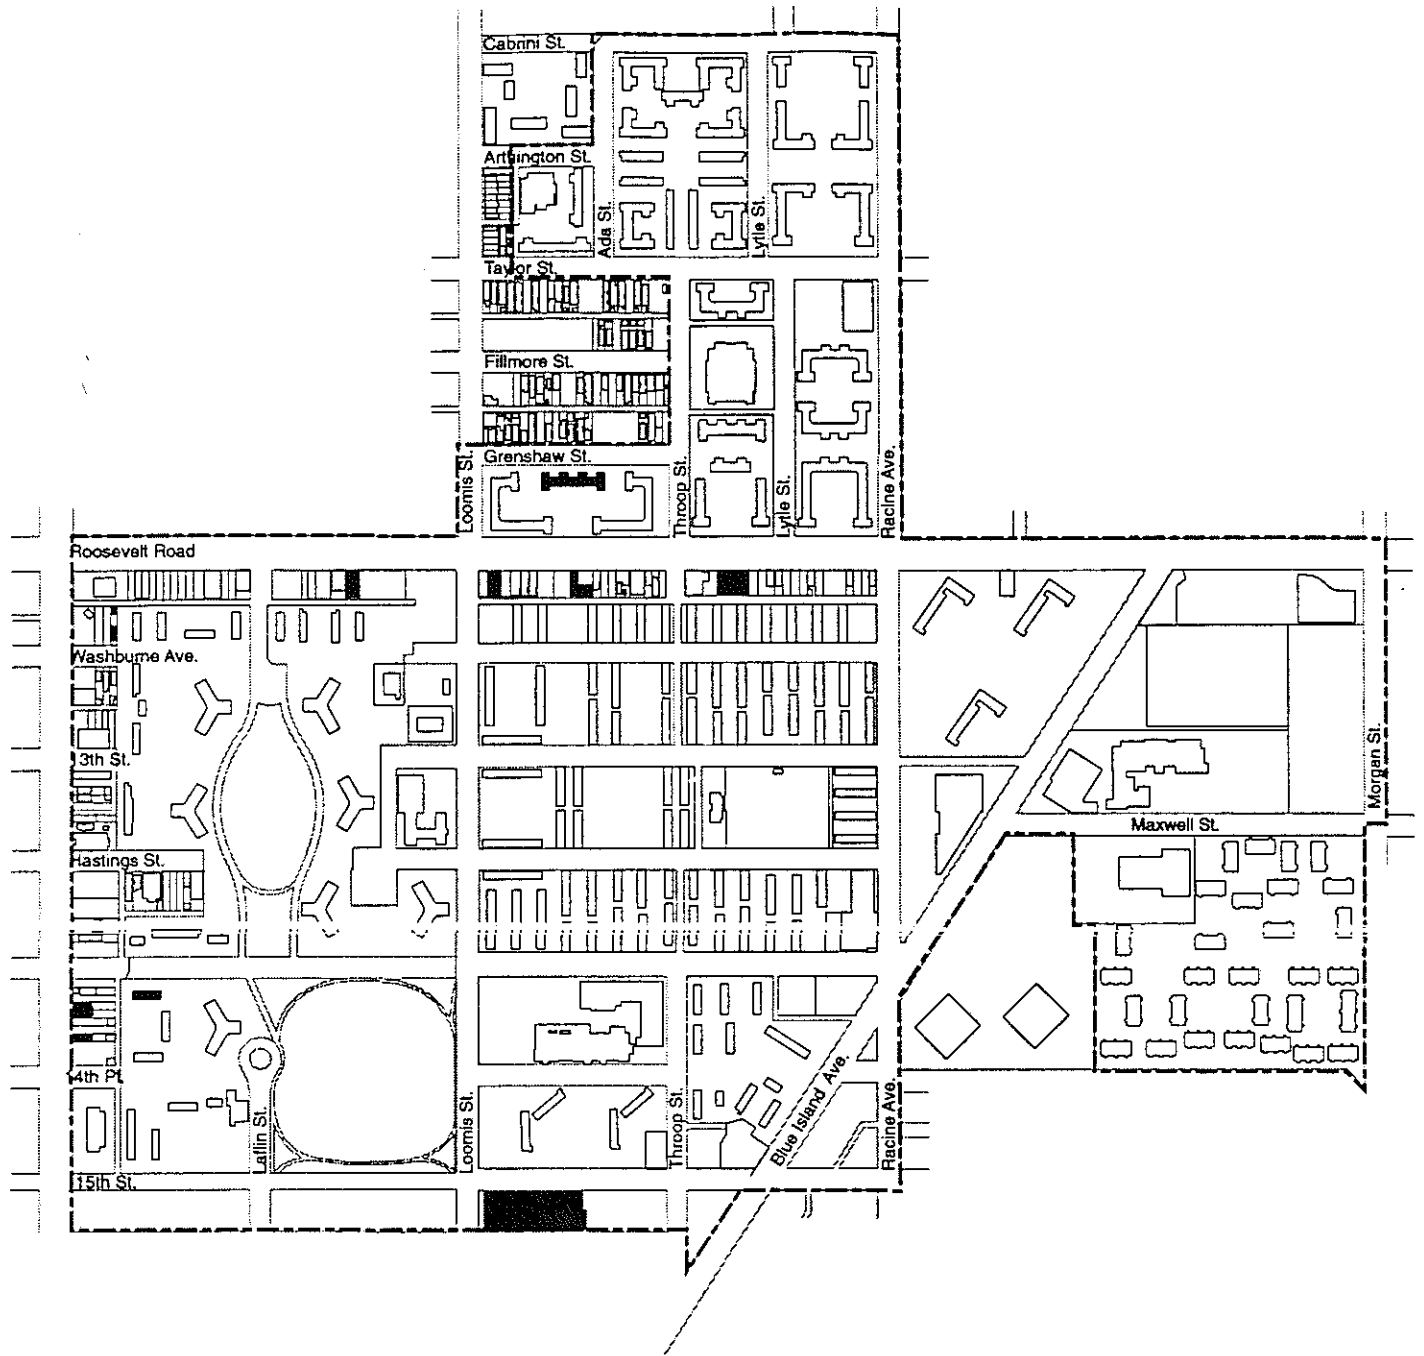 Cabrini St.
Arthington St.
Ada St.
Lytle St.
Taylor St.
Fillmore St.
Grenshaw St.
Loomis St.
Throop St.
Lytle St.
Racine Ave.
Roosevelt Road
Washburne Ave.
13th St.
Morgan St.
Maxwell St.
Hastings St.
14th Pl.
Laflin St.
Loomis St.
Throop St.
Blue Island Ave.
Racine Ave.
15th St.